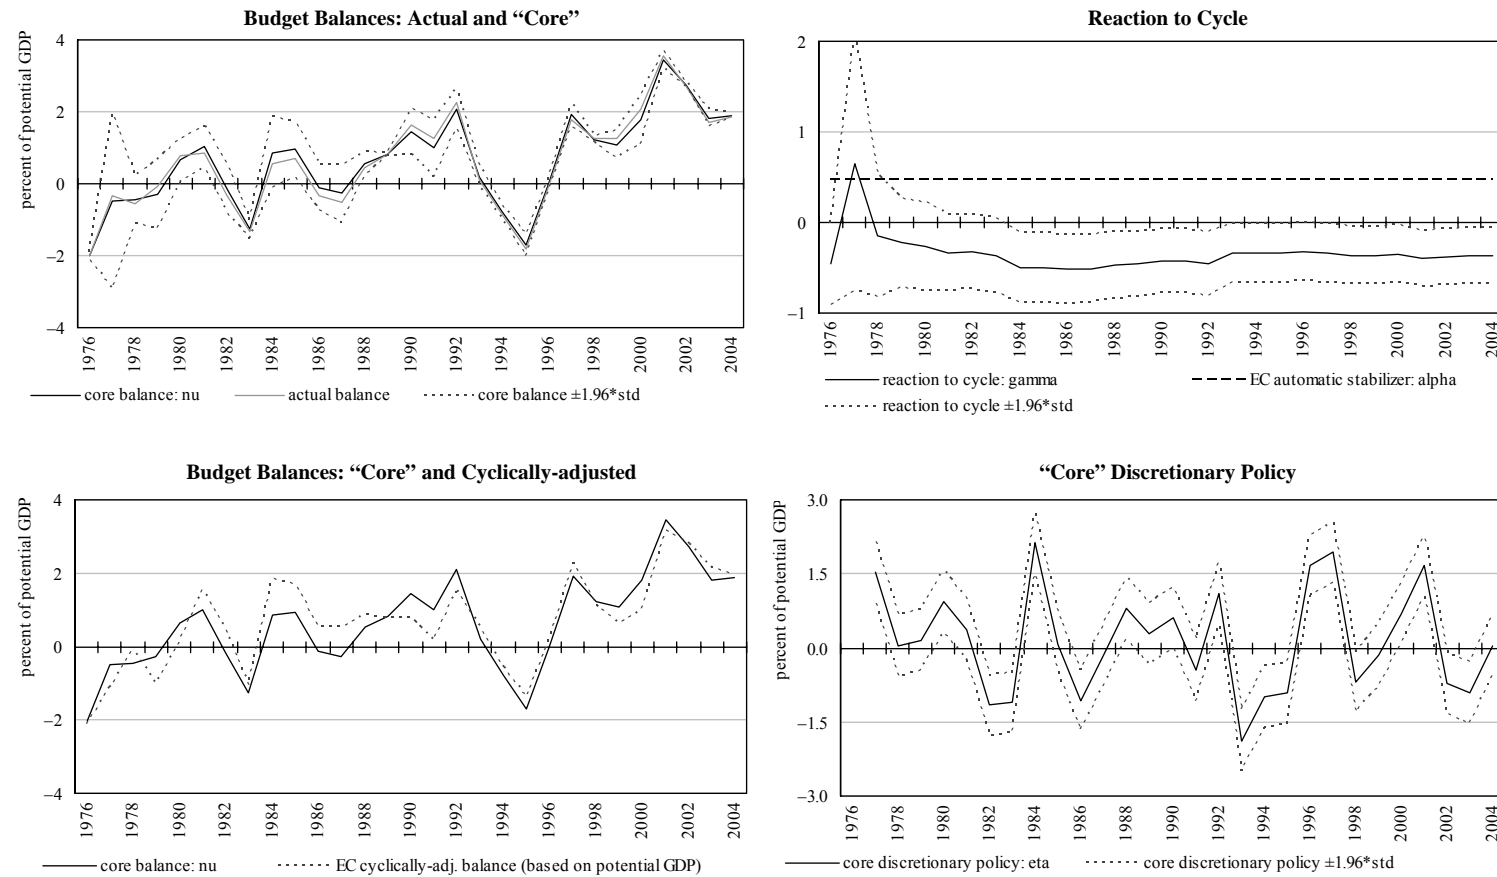 Budget Balances: Actual and “Core”
percent of potential GDP
4
2
0
–2
–4
1976 1978 1980 1982 1984 1986 1988 1990 1992 1994 1996 1998 2000 2002 2004
core balance: nu actual balance core balance ±1.96*std
Reaction to Cycle
2
1
0
–1
1976 1978 1980 1982 1984 1986 1988 1990 1992 1994 1996 1998 2000 2002 2004
reaction to cycle: gamma EC automatic stabilizer: alpha
reaction to cycle ±1.96*std
Budget Balances: “Core” and Cyclically-adjusted
percent of potential GDP
4
2
0
–2
–4
1976 1978 1980 1982 1984 1986 1988 1990 1992 1994 1996 1998 2000 2002 2004
core balance: nu EC cyclically-adj. balance (based on potential GDP)
“Core” Discretionary Policy
percent of potential GDP
3.0
1.5
0.0
–1.5
–3.0
1976 1978 1980 1982 1984 1986 1988 1990 1992 1994 1996 1998 2000 2002 2004
core discretionary policy: eta core discretionary policy ±1.96*std